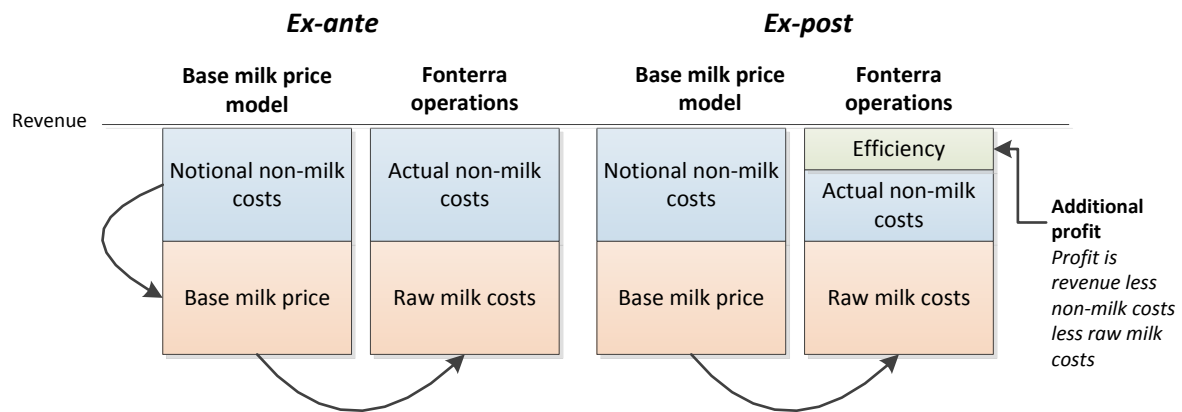 Ex-ante
Ex-post
Base milk price
model
Fonterra
operations
Base milk price
model
Fonterra
operations
Revenue
Notional non-milk
costs
Actual non-milk
costs
Notional non-milk
costs
Efficiency
Actual non-milk
costs
Additional
profit
Profit is
revenue less
non-milk costs
less raw milk
costs
Base milk price
Raw milk costs
Base milk price
Raw milk costs